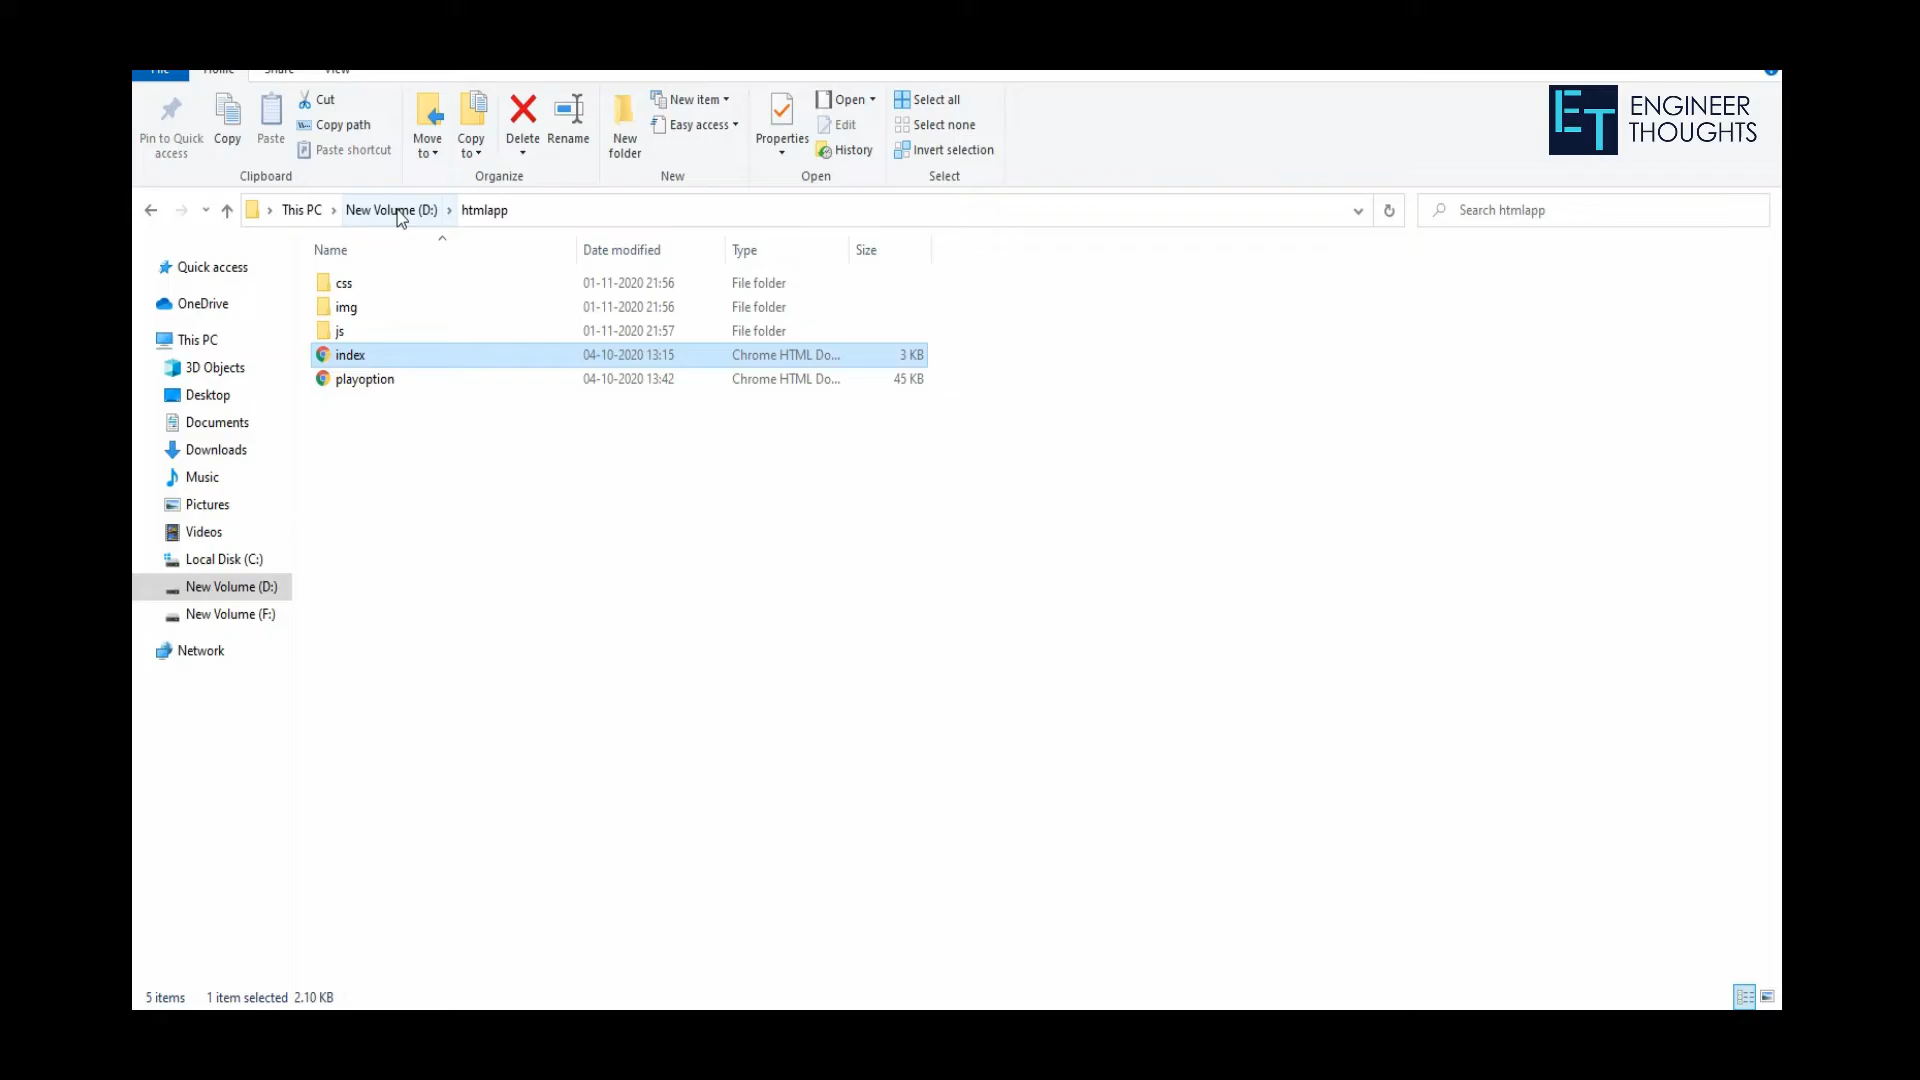 File Home Share View
Pin to Quick access
Copy
Paste
Cut
Copy path
Paste shortcut
Clipboard
Move to
Copy to
Delete
Rename
Organize
New folder
New item
Easy access
New
Properties
Open
Edit
History
Open
Select all
Select none
Invert selection
Select
ENGINEER
THOUGHTS
This PC > New Volume (D:) > htmlapp
Search htmlapp
Name Date modified Type Size
css 01-11-2020 21:56 File folder
img 01-11-2020 21:56 File folder
js 01-11-2020 21:57 File folder
index 04-10-2020 13:15 Chrome HTML Do... 3 KB
playoption 04-10-2020 13:42 Chrome HTML Do... 45 KB
Quick access
OneDrive
This PC
3D Objects
Desktop
Documents
Downloads
Music
Pictures
Videos
Local Disk (C:)
New Volume (D:)
New Volume (F:)
Network
5 items 1 item selected 2.10 KB